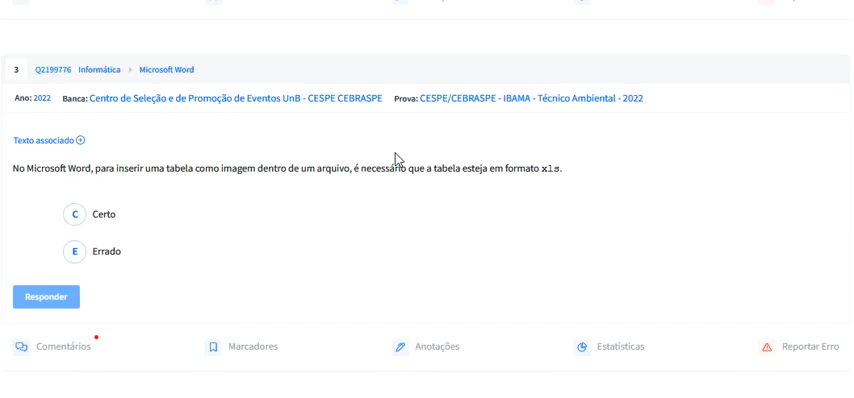 3 Q2199776 Informática › Microsoft Word
Ano: 2022 Banca: Centro de Seleção e de Promoção de Eventos UnB - CESPE CEBRASPE Prova: CESPE/CEBRASPE - IBAMA - Técnico Ambiental - 2022
Texto associado
No Microsoft Word, para inserir uma tabela como imagem dentro de um arquivo, é necessário que a tabela esteja em formato xls.
C Certo
E Errado
Responder
Comentários Marcadores Anotações Estatísticas Reportar Erro